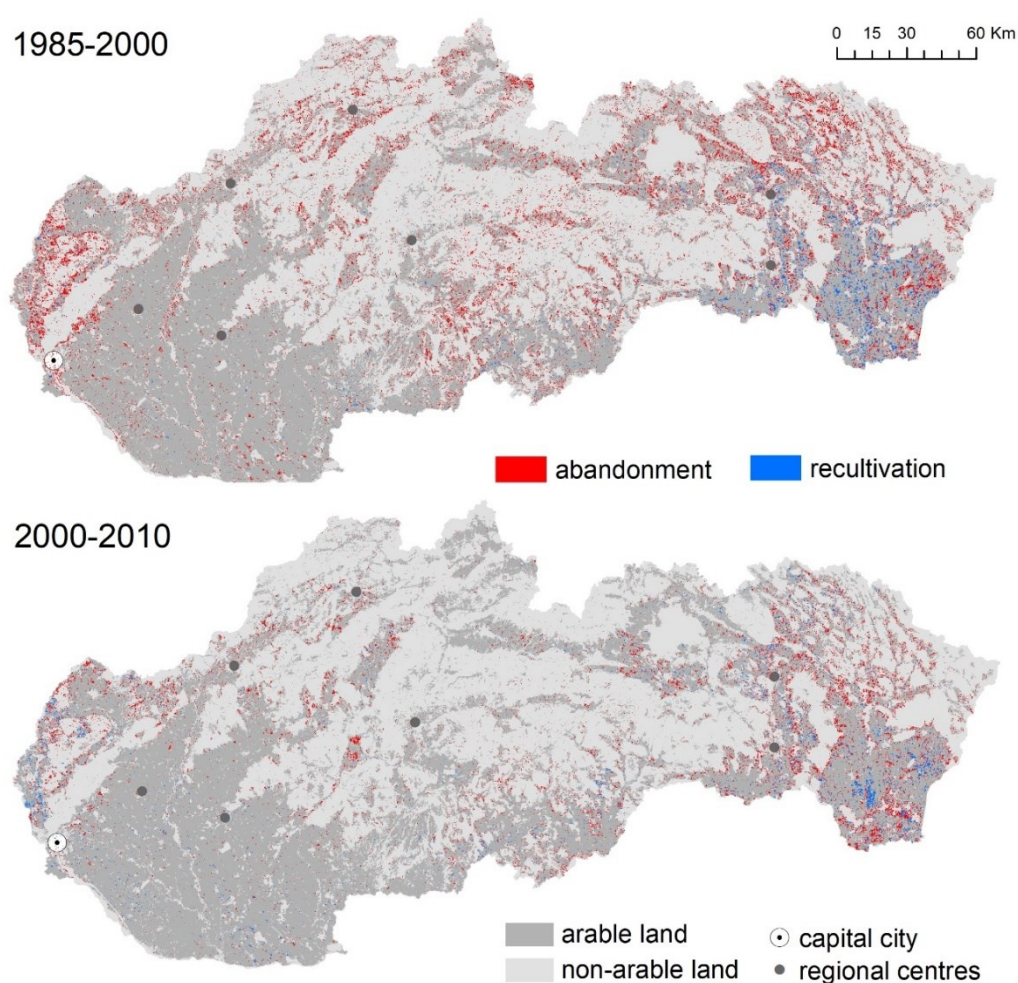 1985-2000
0 15 30 60 Km
abandonment recultivation
2000-2010
arable land capital city
non-arable land regional centres